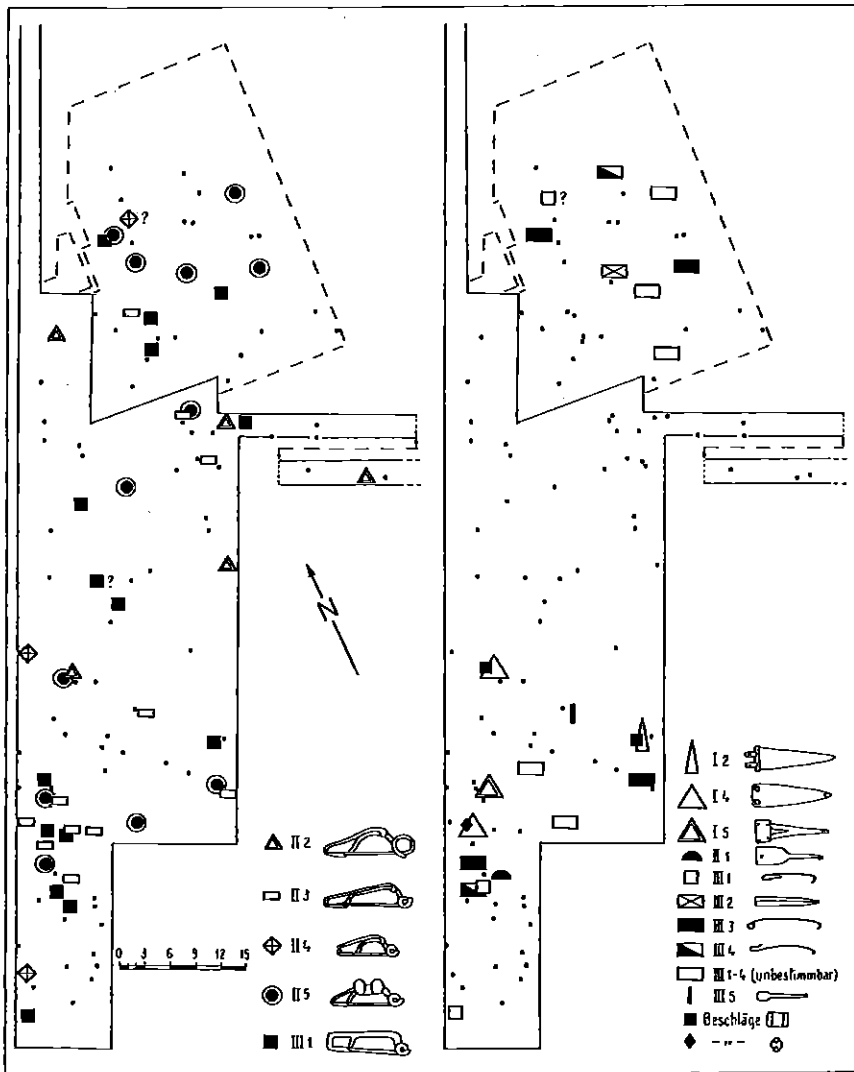 ?
?
N
0 3 6 9 12 15
II 2
II 3
II 4
II 5
III 1
?
I 2
I 4
I 5
II 1
III 1
III 2
III 3
III 4
III 1-4 (unbestimmbar)
III 5
Beschläge
-"-